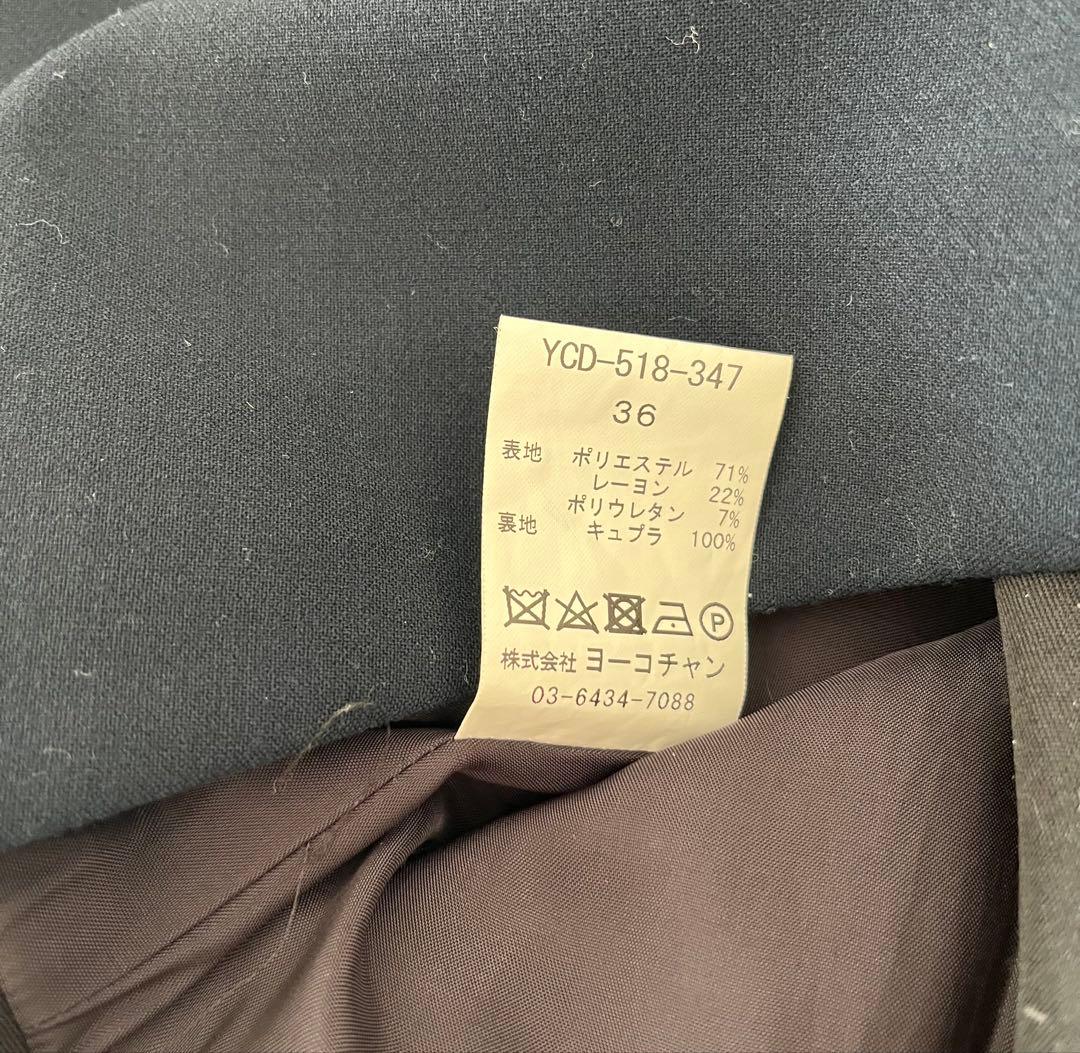 YCD-518-347
36
表地 ポリエステル 71%
レーヨン 22%
ポリウレタン 7%
裏地 キュプラ 100%
P
株式会社 ヨーコチャン
03-6434-7088